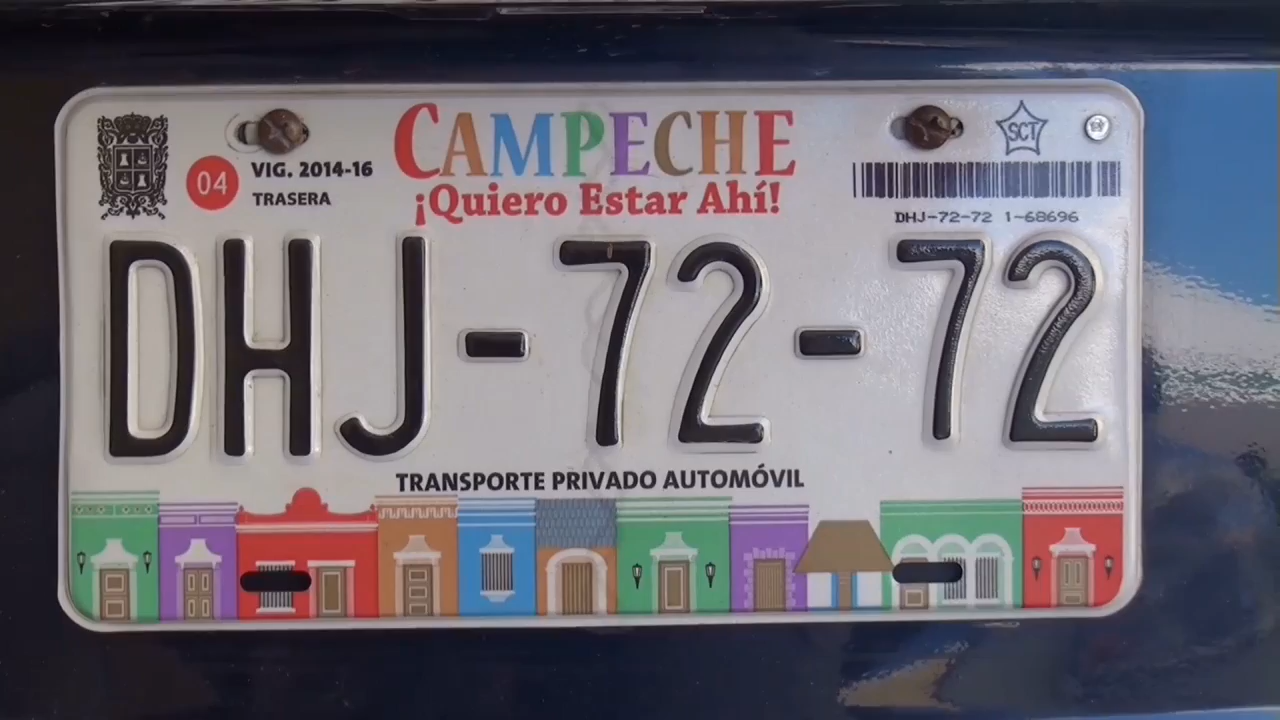 CAMPECHE
¡Quiero Estar Ahí!
04
VIG. 2014-16
TRASERA
SCT
DHJ-72-72 1-68696
DHJ-72-72
TRANSPORTE PRIVADO AUTOMÓVIL